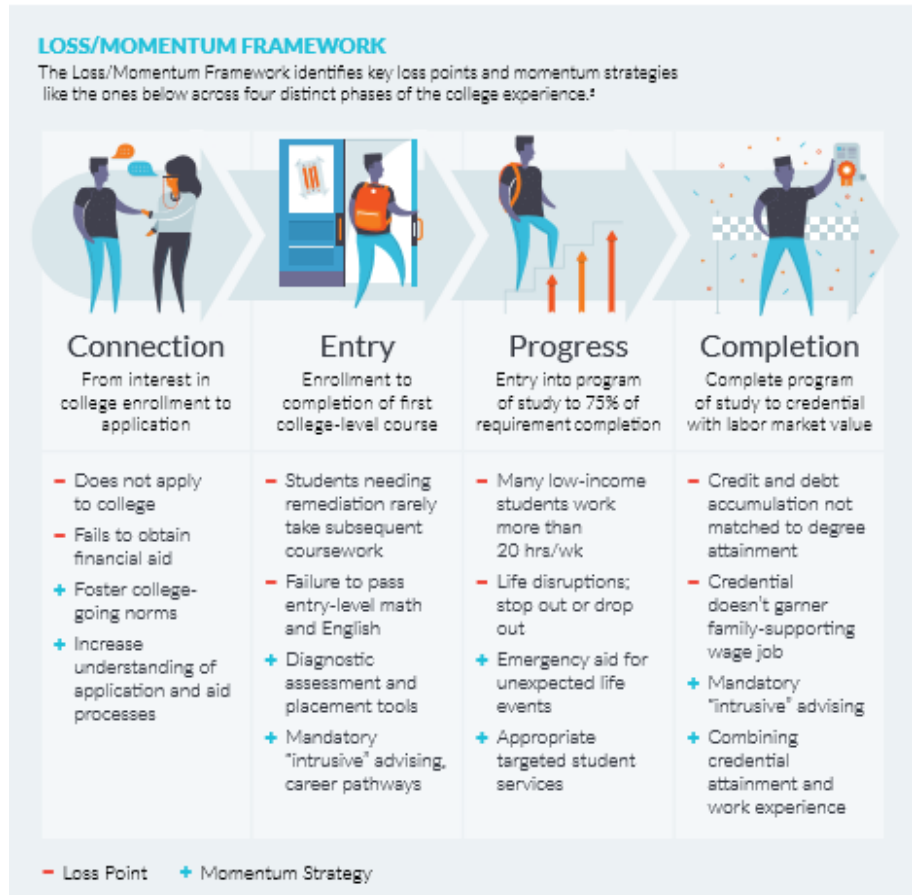 LOSS/MOMENTUM FRAMEWORK
The Loss/Momentum Framework identifies key loss points and momentum strategies
like the ones below across four distinct phases of the college experience.
Connection
From interest in
college enrollment to
application
Entry
Enrollment to
completion of first
college-level course
Progress
Entry into program
of study to 75% of
requirement completion
Completion
Complete program
of study to credential
with labor market value
– Does not apply
to college
– Fails to obtain
financial aid
+ Foster college-
going norms
+ Increase
understanding of
application and aid
processes
– Students needing
remediation rarely
take subsequent
coursework
– Failure to pass
entry-level math
and English
+ Diagnostic
assessment and
placement tools
+ Mandatory
“intrusive” advising,
career pathways
– Many low-income
students work
more than
20 hrs/wk
– Life disruptions;
stop out or drop
out
+ Emergency aid for
unexpected life
events
+ Appropriate
targeted student
services
– Credit and debt
accumulation not
matched to degree
attainment
– Credential
doesn’t garner
family-supporting
wage job
+ Mandatory
“intrusive” advising
+ Combining
credential
attainment and
work experience
– Loss Point + Momentum Strategy